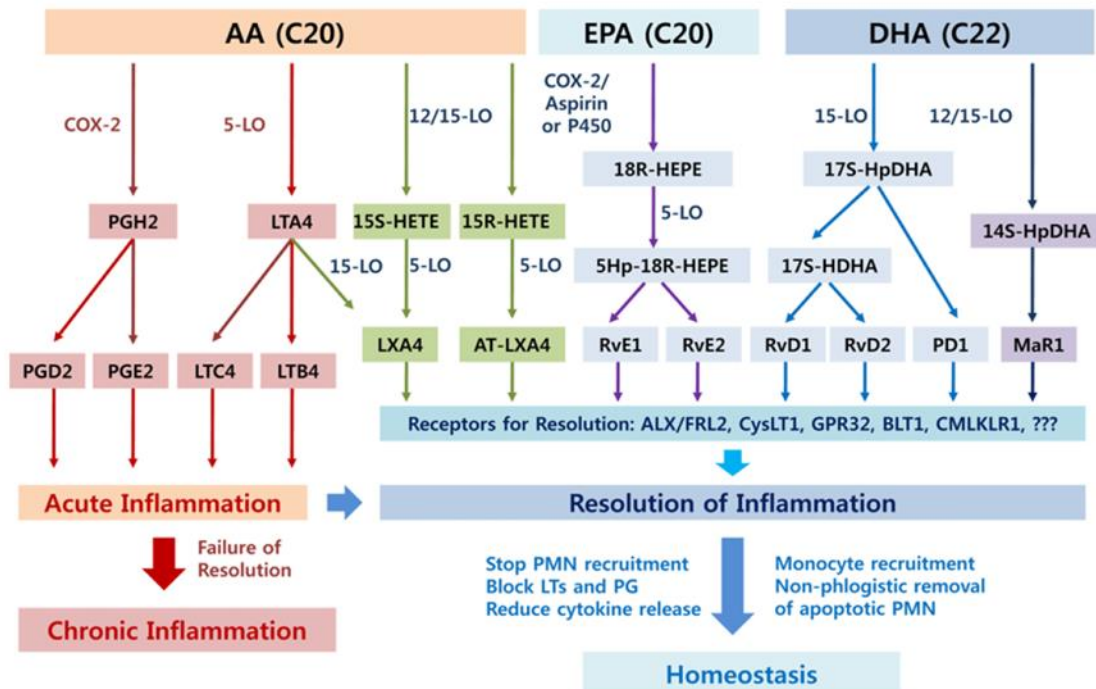 AA (C20)
EPA (C20)
DHA (C22)
COX-2
5-LO
12/15-LO
COX-2/
Aspirin
or P450
15-LO
12/15-LO
18R-HEPE
17S-HpDHA
PGH2
LTA4
15S-HETE
15R-HETE
5-LO
14S-HpDHA
15-LO
5-LO
5-LO
5Hp-18R-HEPE
17S-HDHA
LXA4
AT-LXA4
RvE1
RvE2
RvD1
RvD2
PD1
MaR1
PGD2
PGE2
LTC4
LTB4
Receptors for Resolution: ALX/FRL2, CysLT1, GPR32, BLT1, CMLKLR1, ???
Acute Inflammation
Resolution of Inflammation
Failure of
Resolution
Stop PMN recruitment
Block LTs and PG
Reduce cytokine release
Monocyte recruitment
Non-phlogistic removal
of apoptotic PMN
Chronic Inflammation
Homeostasis